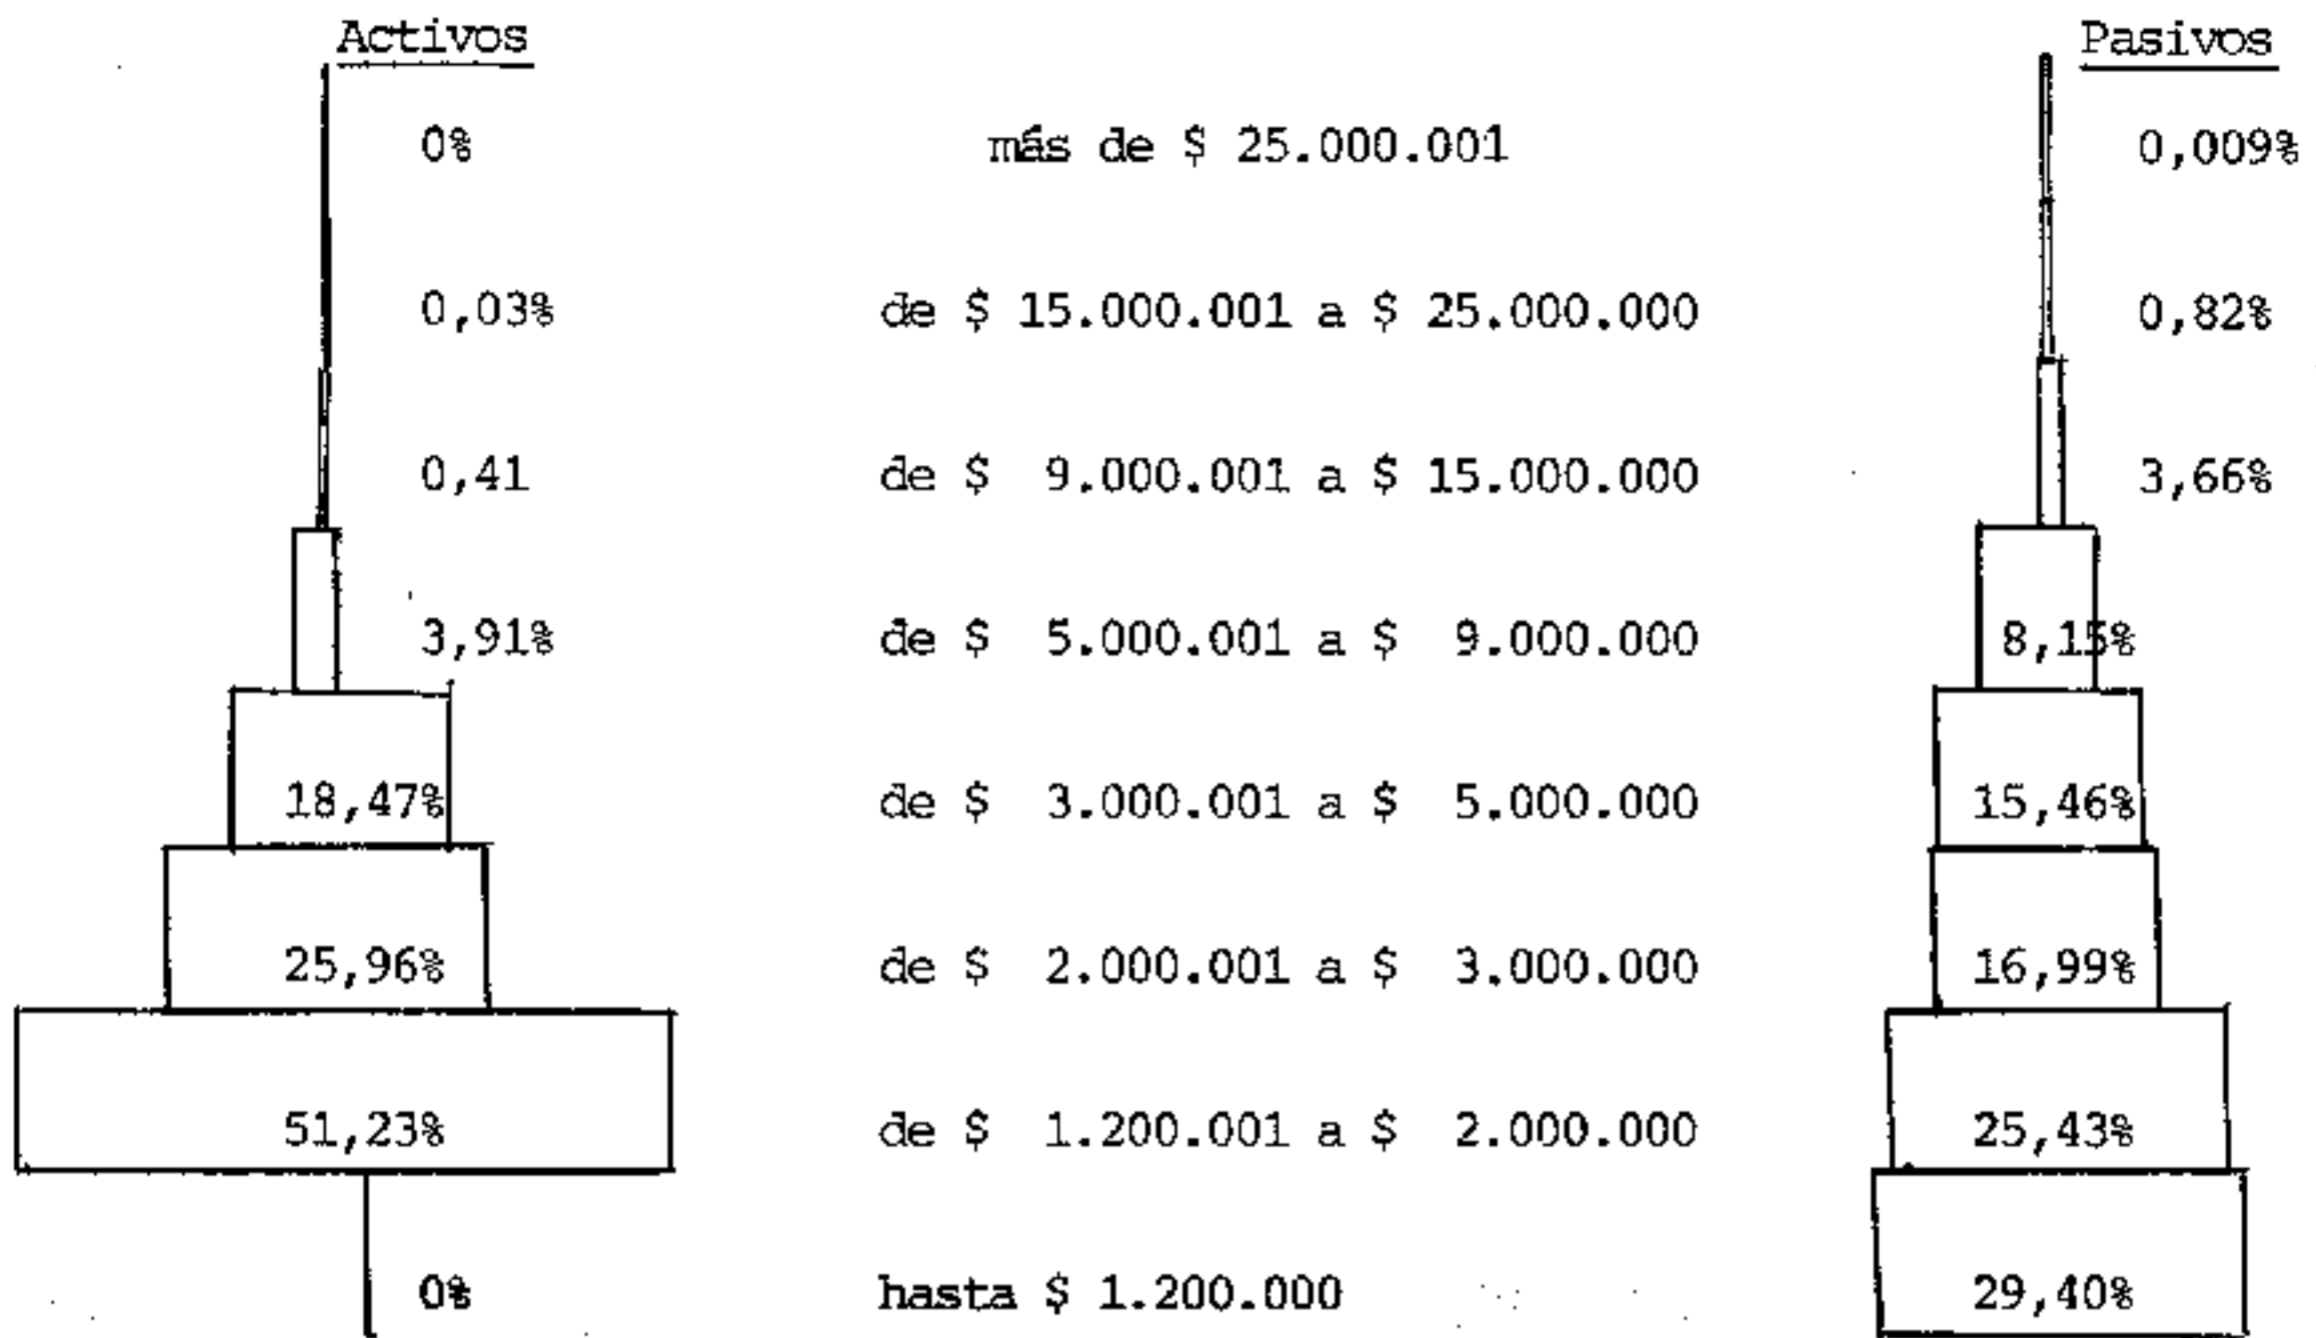 Activos Pasivos
0% más de $ 25.000.001 0,009%
0,03% de $ 15.000.001 a $ 25.000.000 0,82%
0,41 de $ 9.000.001 a $ 15.000.000 3,66%
3,91% de $ 5.000.001 a $ 9.000.000 8,15%
18,47% de $ 3.000.001 a $ 5.000.000 15,46%
25,96% de $ 2.000.001 a $ 3.000.000 16,99%
51,23% de $ 1.200.001 a $ 2.000.000 25,43%
0% hasta $ 1.200.000 29,40%